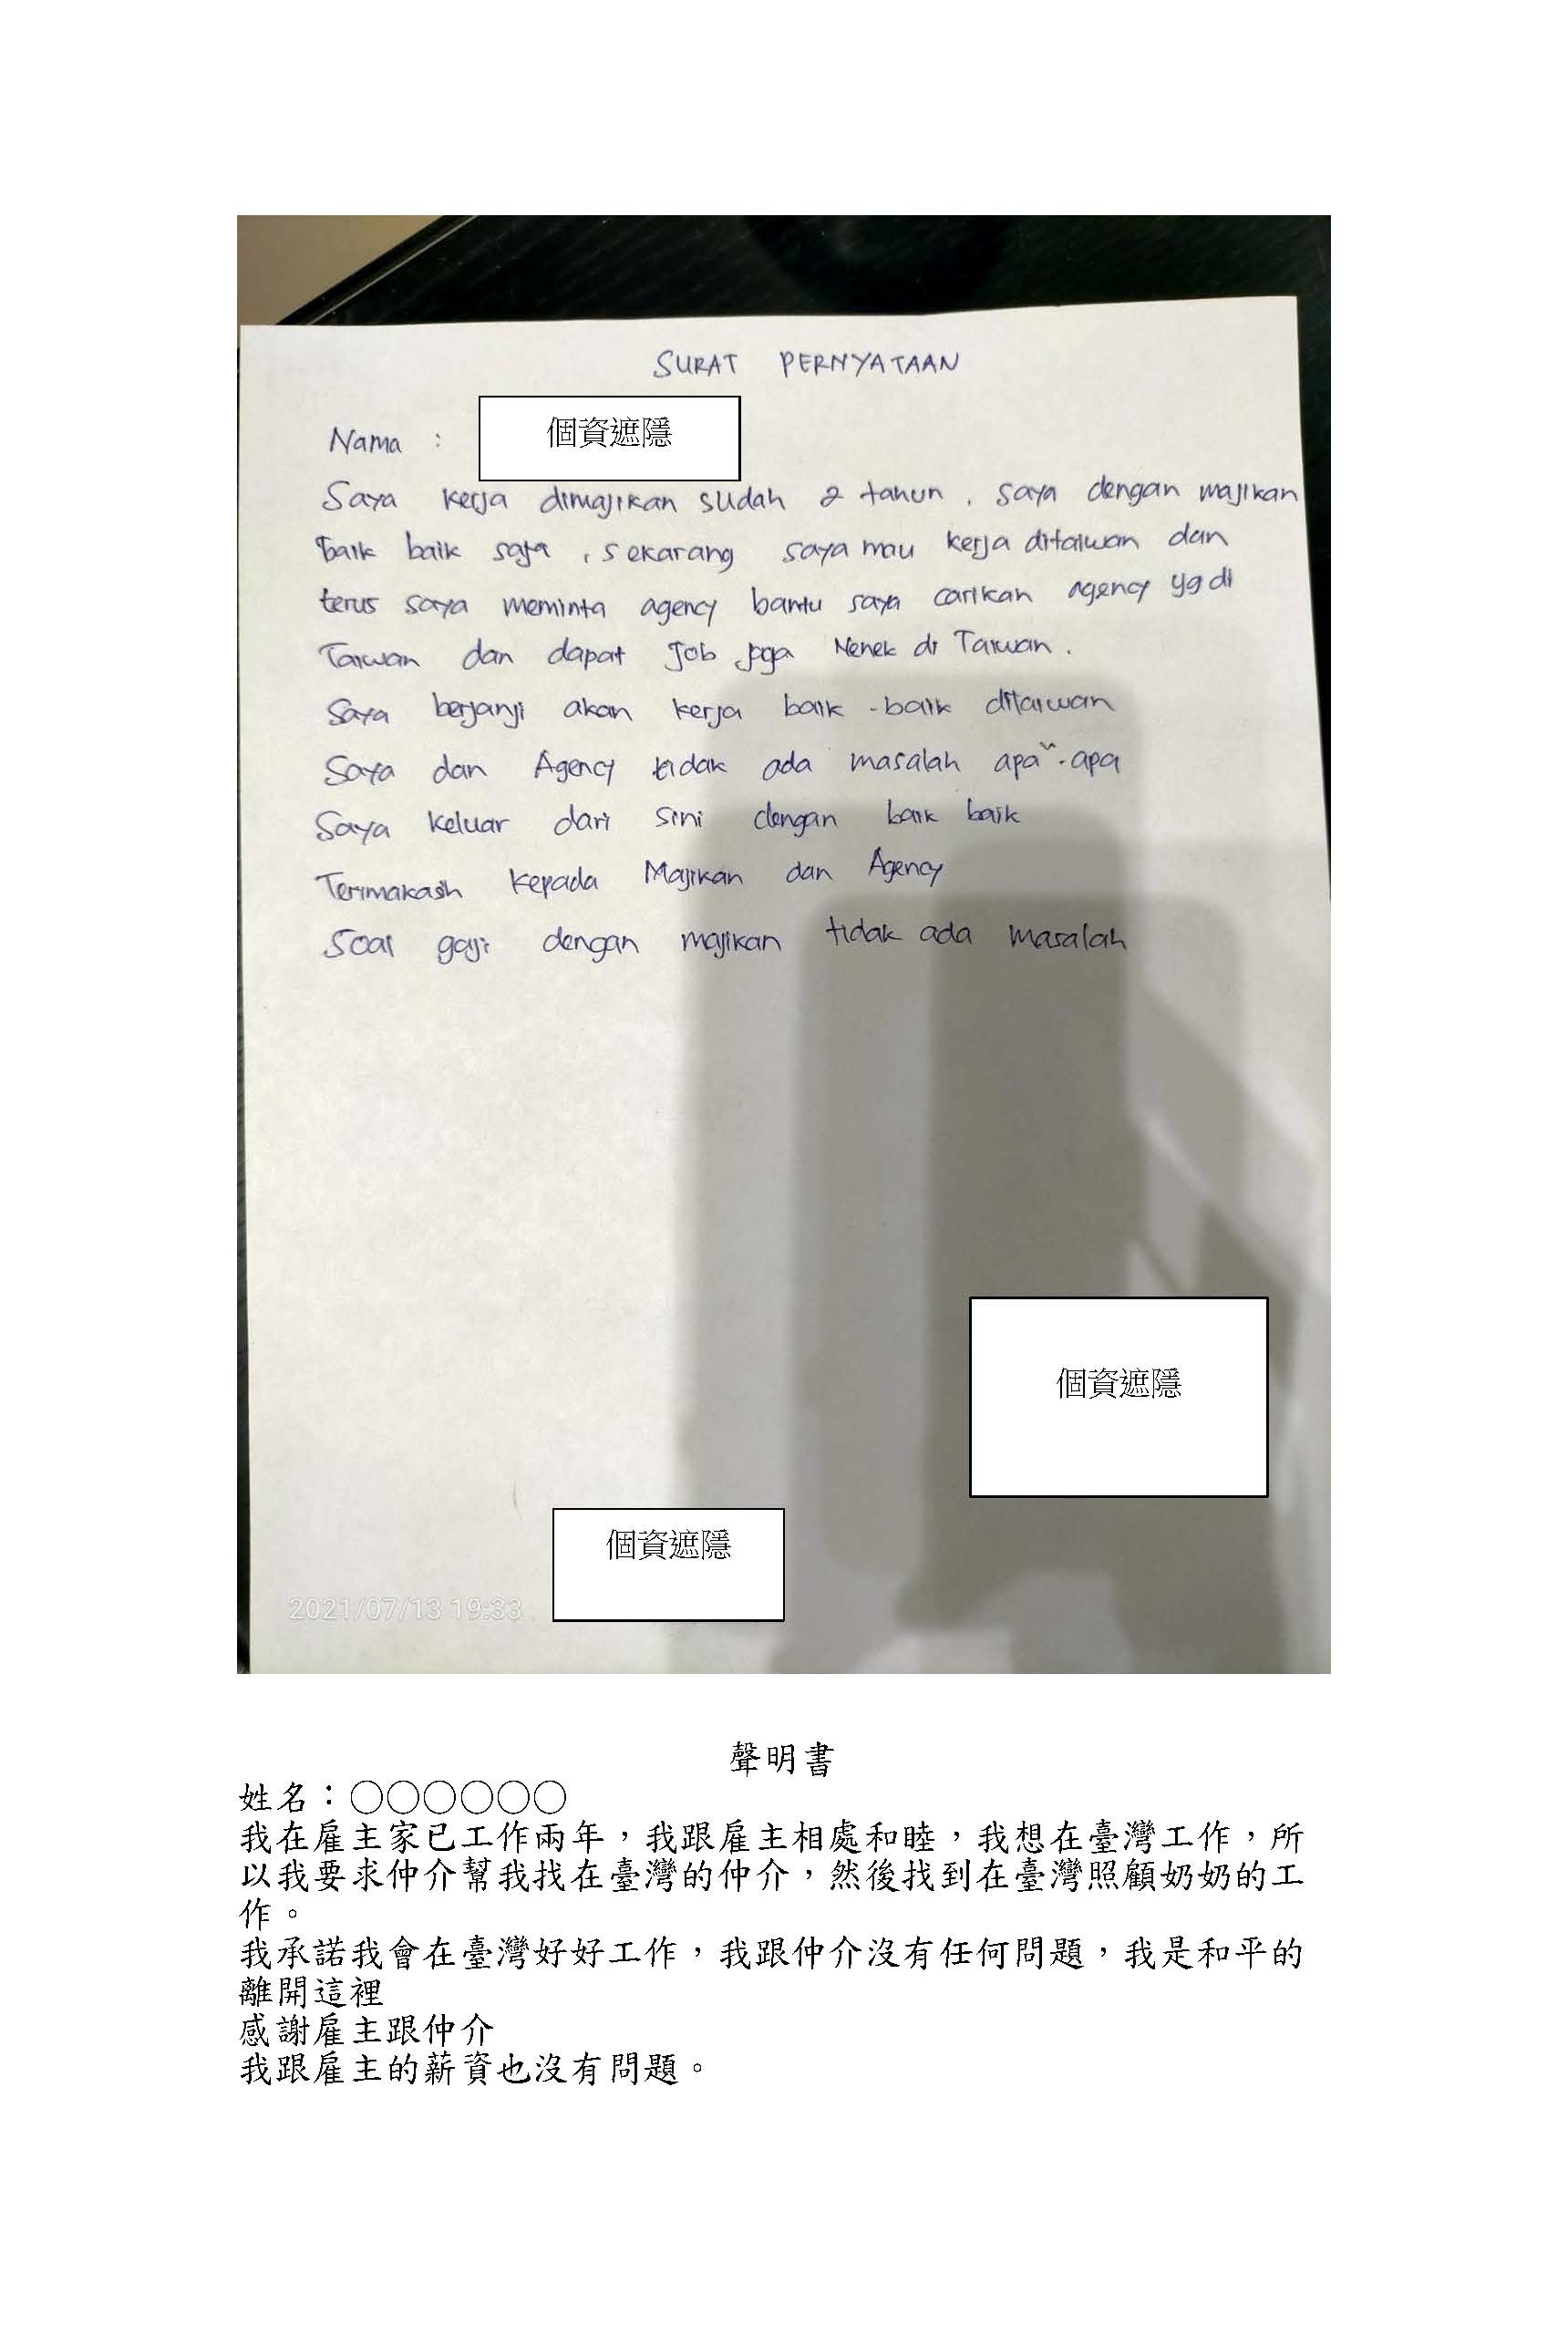 SURAT PERNYATAAN
Nama : 個資遮隱
Saya kerja dimajikan sudah 2 tahun, saya dengan majikan
baik baik saja, sekarang saya mau kerja ditaiwan dan
terus saya meminta agency bantu saya carikan agency yg di
Taiwan dan dapat Job jaga Nenek di Taiwan.
Saya berjanji akan kerja baik-baik ditaiwan
Saya dan Agency tidak ada masalah apa-apa
Saya keluar dari sini dengan baik baik
Terimakasih kepada Majikan dan Agency
Soal gaji dengan majikan tidak ada masalah
個資遮隱
個資遮隱
2021/07/13 19:33
聲明書
姓名：○○○○○○
我在雇主家已工作兩年，我跟雇主相處和睦，我想在臺灣工作，所
以我要求仲介幫我找在臺灣的仲介，然後找到在臺灣照顧奶奶的工
作。
我承諾我會在臺灣好好工作，我跟仲介沒有任何問題，我是和平的
離開這裡
感謝雇主跟仲介
我跟雇主的薪資也沒有問題。